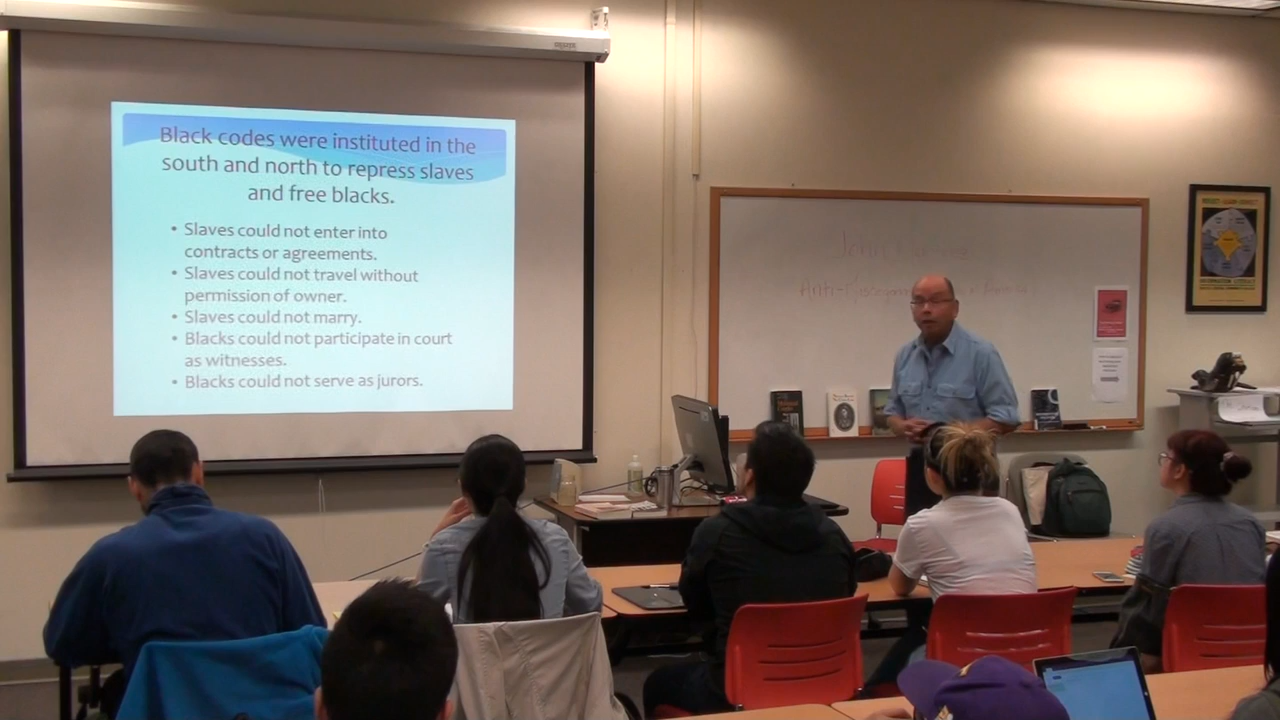 Black codes were instituted in the
south and north to repress slaves
and free blacks.
• Slaves could not enter into
contracts or agreements.
• Slaves could not travel without
permission of owner.
• Slaves could not marry.
• Blacks could not participate in court
as witnesses.
• Blacks could not serve as jurors.
John